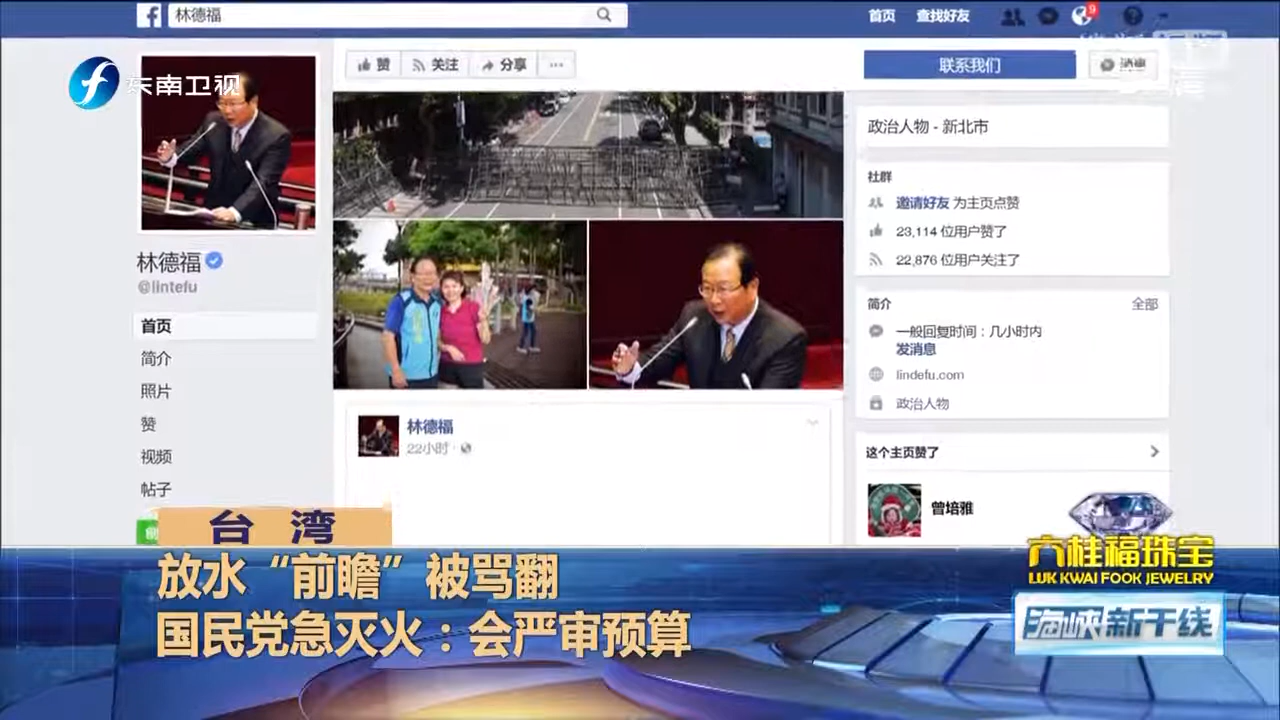 林德福
首页
查找好友
9
东南卫视
赞
关注
分享
联系我们
消息
政治人物 - 新北市
社群
邀请好友 为主页点赞
23,114 位用户赞了
22,876 位用户关注了
林德福
@lintefu
首页
简介
照片
赞
视频
帖子
简介
全部
一般回复时间：几小时内
发消息
lindefu.com
政治人物
林德福
22小时
这个主页赞了
曾培雅
台 湾
放水“前瞻”被骂翻
国民党急灭火：会严审预算
六桂福珠宝
LUK KWAI FOOK JEWELRY
海峡新干线